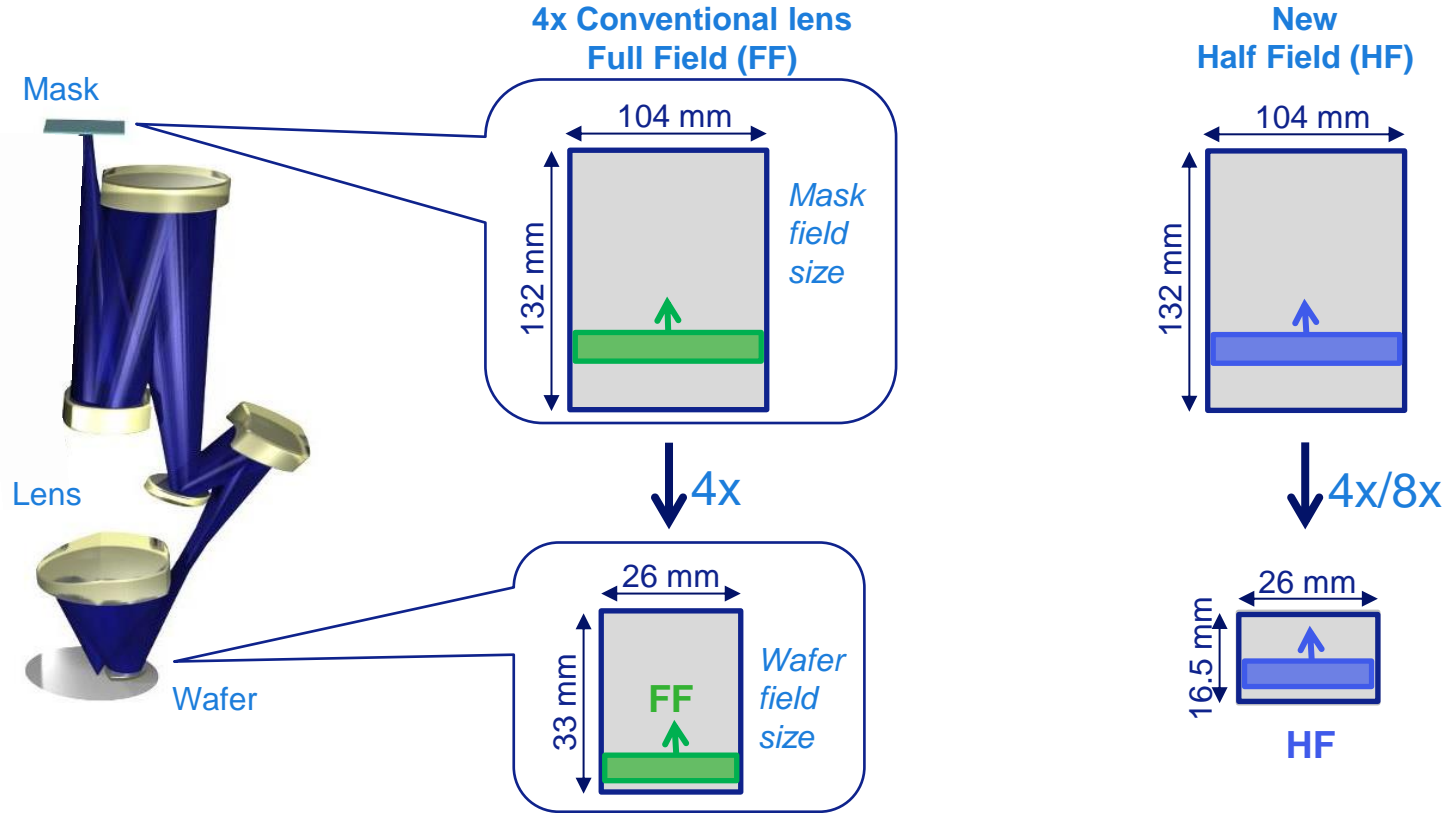 4x Conventional lens
Full Field (FF)
New
Half Field (HF)
Mask
104 mm
132 mm
Mask
field
size
104 mm
132 mm
Lens
4x
4x/8x
26 mm
33 mm
FF
Wafer
field
size
26 mm
16.5 mm
HF
Wafer